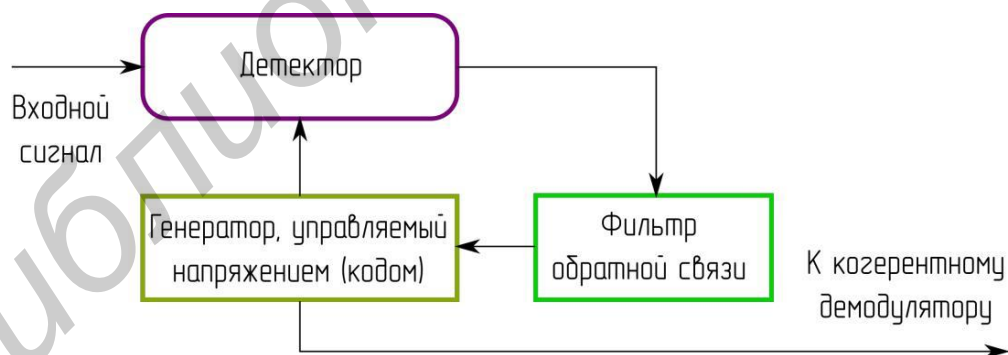 Детектор
Входной
сигнал
Генератор, управляемый
напряжением (кодом)
Фильтр
обратной связи
К когерентному
демодулятору